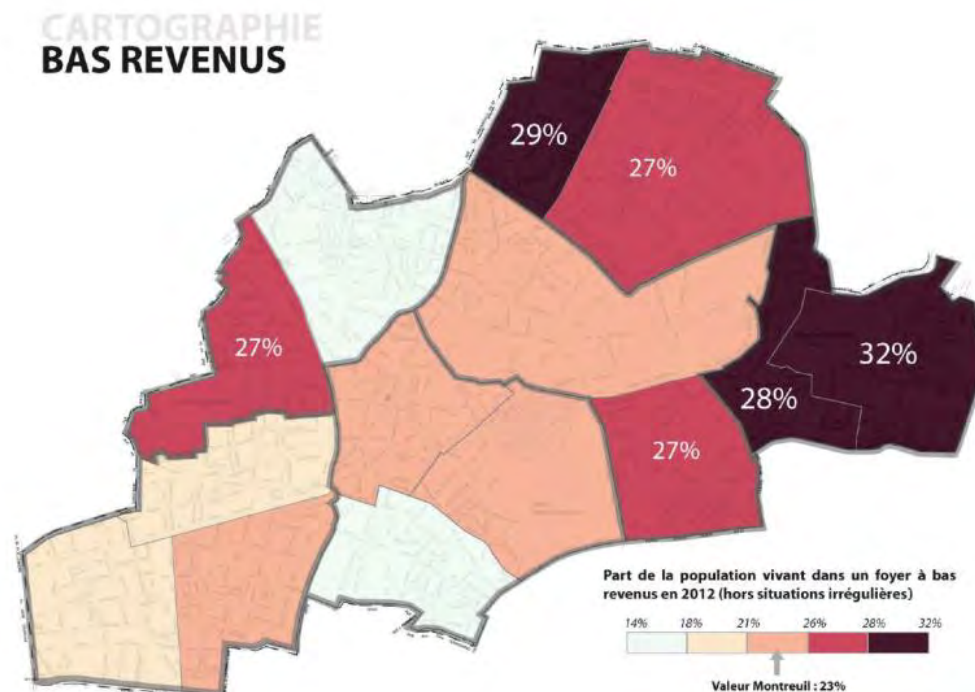 CARTOGRAPHIE
BAS REVENUS
29%
27%
27%
32%
28%
27%
Part de la population vivant dans un foyer à bas
revenus en 2012 (hors situations irrégulières)
14% 18% 21% 26% 28% 32%
Valeur Montreuil : 23%